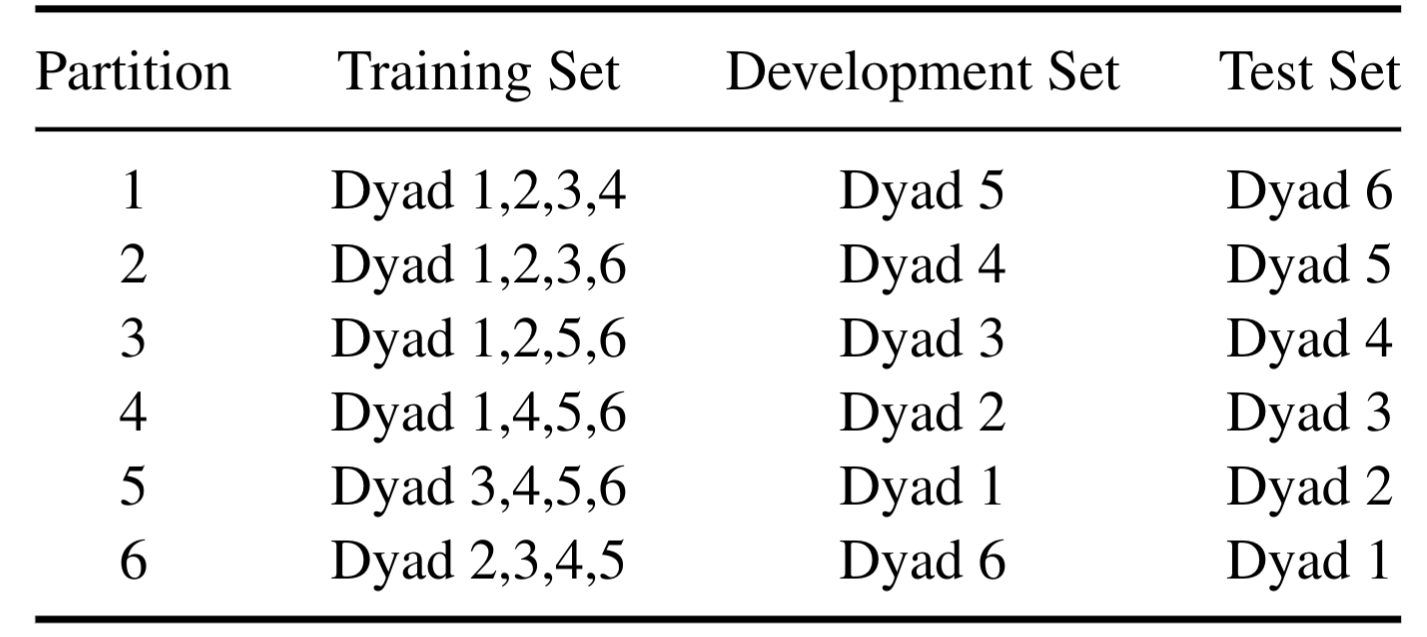 Partition Training Set Development Set Test Set
1 Dyad 1,2,3,4 Dyad 5 Dyad 6
2 Dyad 1,2,3,6 Dyad 4 Dyad 5
3 Dyad 1,2,5,6 Dyad 3 Dyad 4
4 Dyad 1,4,5,6 Dyad 2 Dyad 3
5 Dyad 3,4,5,6 Dyad 1 Dyad 2
6 Dyad 2,3,4,5 Dyad 6 Dyad 1